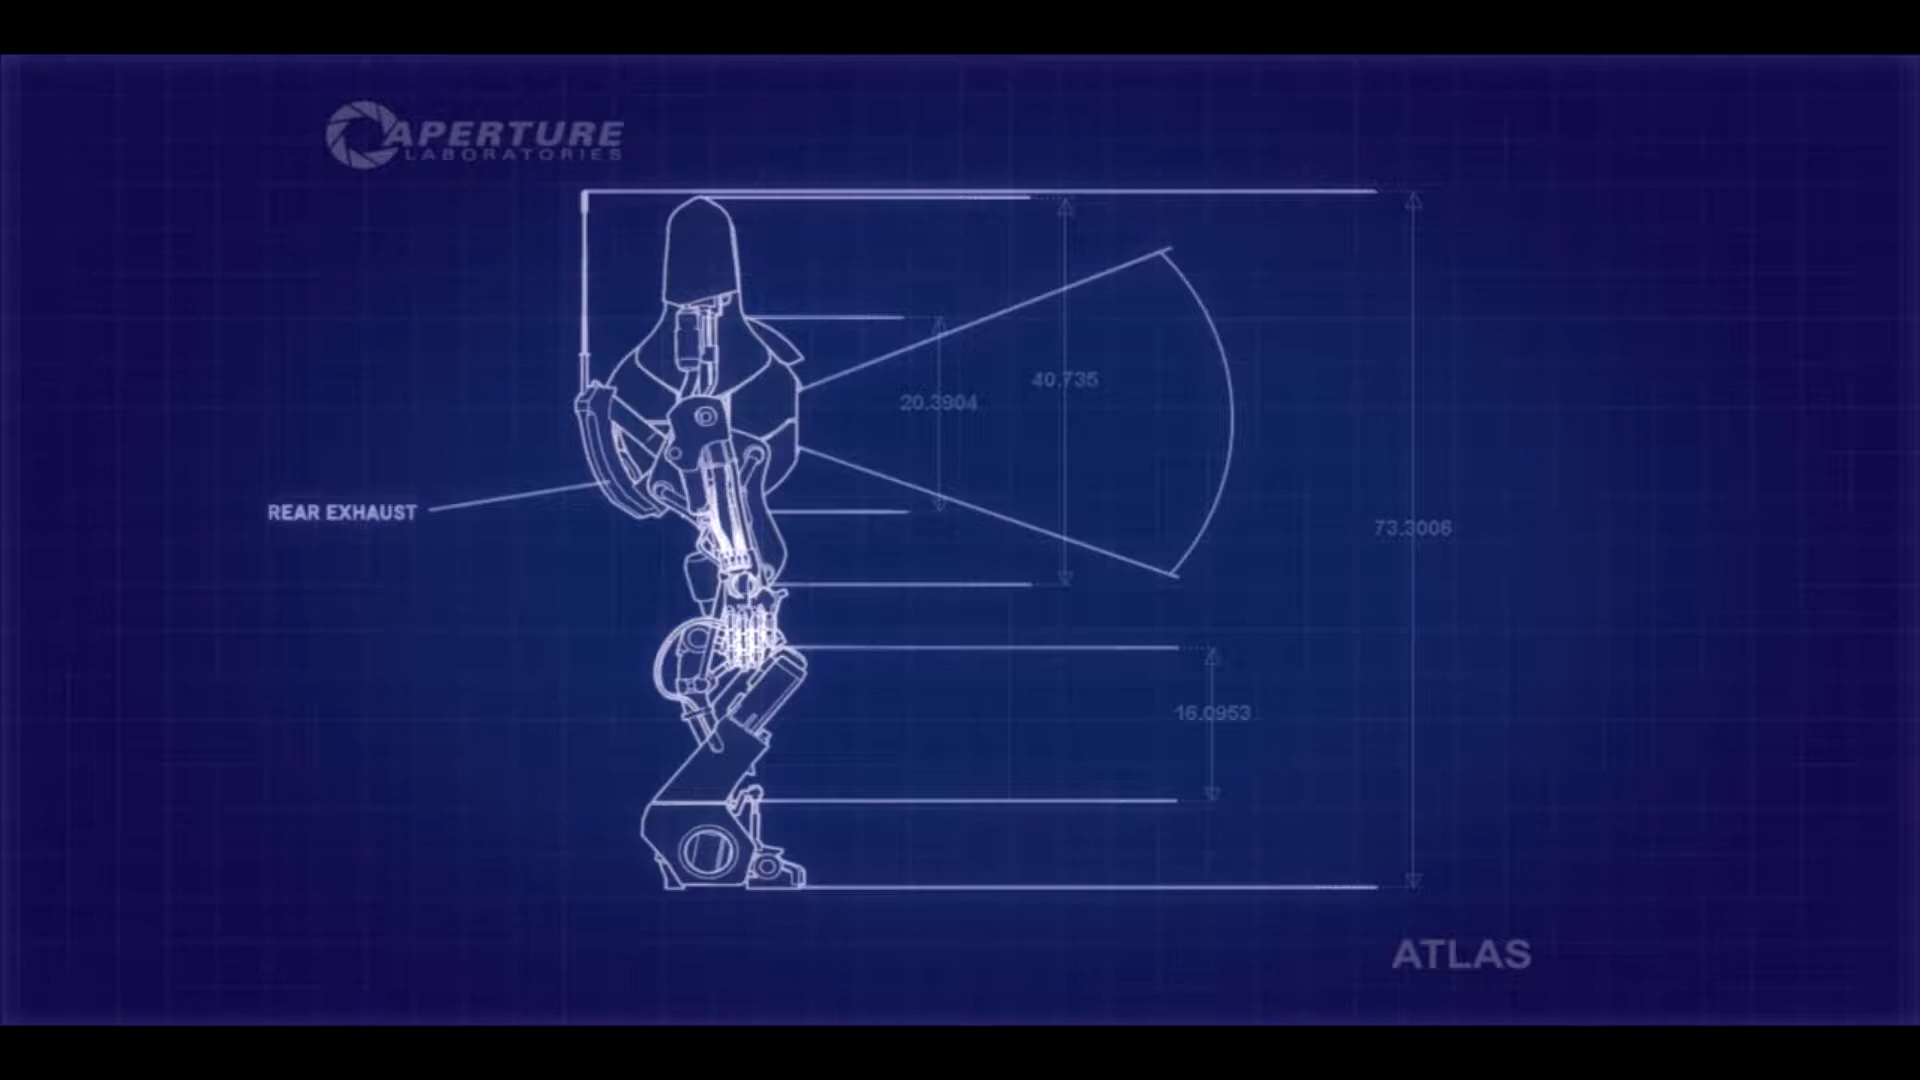 APERTURE
LABORATORIES
40.735
20.3904
REAR EXHAUST
73.3006
16.0953
ATLAS